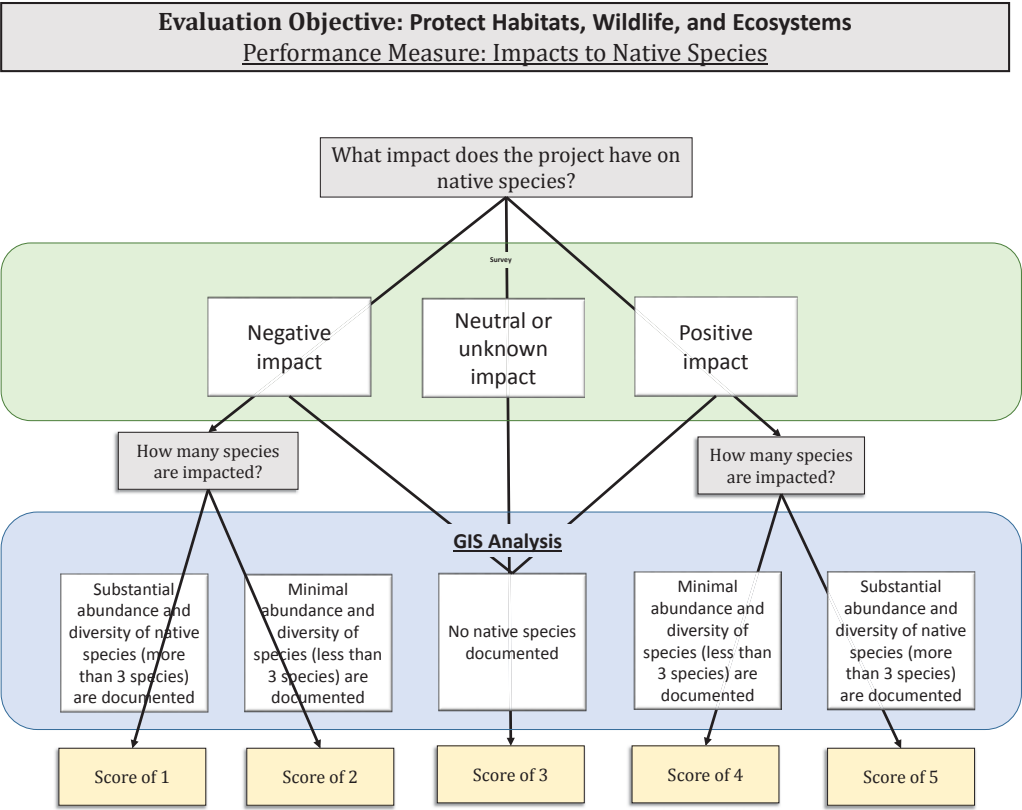 Evaluation Objective: Protect Habitats, Wildlife, and Ecosystems
Performance Measure: Impacts to Native Species
What impact does the project have on
native species?
Survey
Negative
impact
Neutral or
unknown
impact
Positive
impact
How many species
are impacted?
How many species
are impacted?
GIS Analysis
Substantial
abundance and
diversity of native
species (more
than 3 species)
are documented
Minimal
abundance and
diversity of
species (less than
3 species) are
documented
No native species
documented
Minimal
abundance and
diversity of
species (less than
3 species) are
documented
Substantial
abundance and
diversity of native
species (more
than 3 species)
are documented
Score of 1
Score of 2
Score of 3
Score of 4
Score of 5